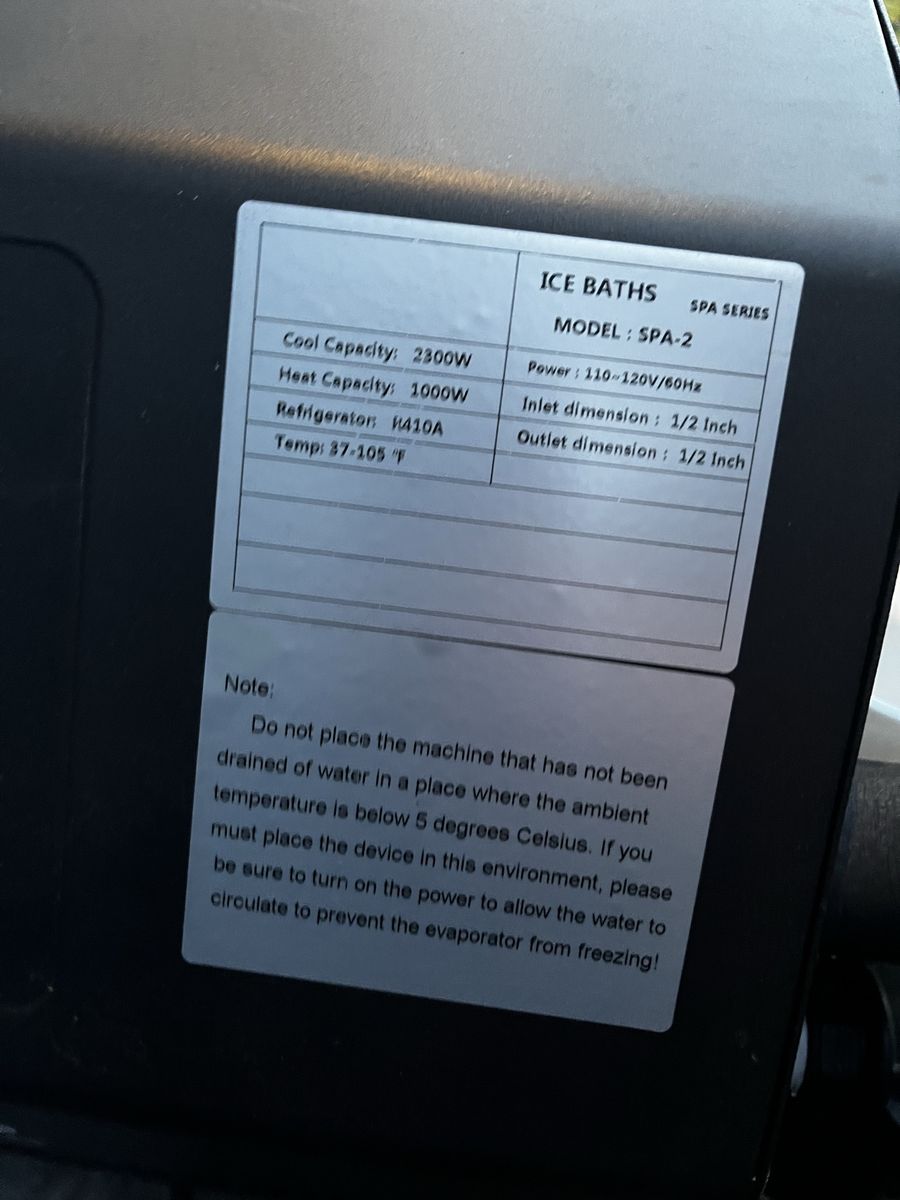 ICE BATHS SPA SERIES
MODEL : SPA-2
Cool Capacity: 2300W
Power : 110~120V/60Hz
Heat Capacity: 1000W
Inlet dimension : 1/2 Inch
Refrigerator: R410A
Outlet dimension : 1/2 Inch
Temp: 37-105 °F
Note:
Do not place the machine that has not been
drained of water in a place where the ambient
temperature is below 5 degrees Celsius. If you
must place the device in this environment, please
be sure to turn on the power to allow the water to
circulate to prevent the evaporator from freezing!